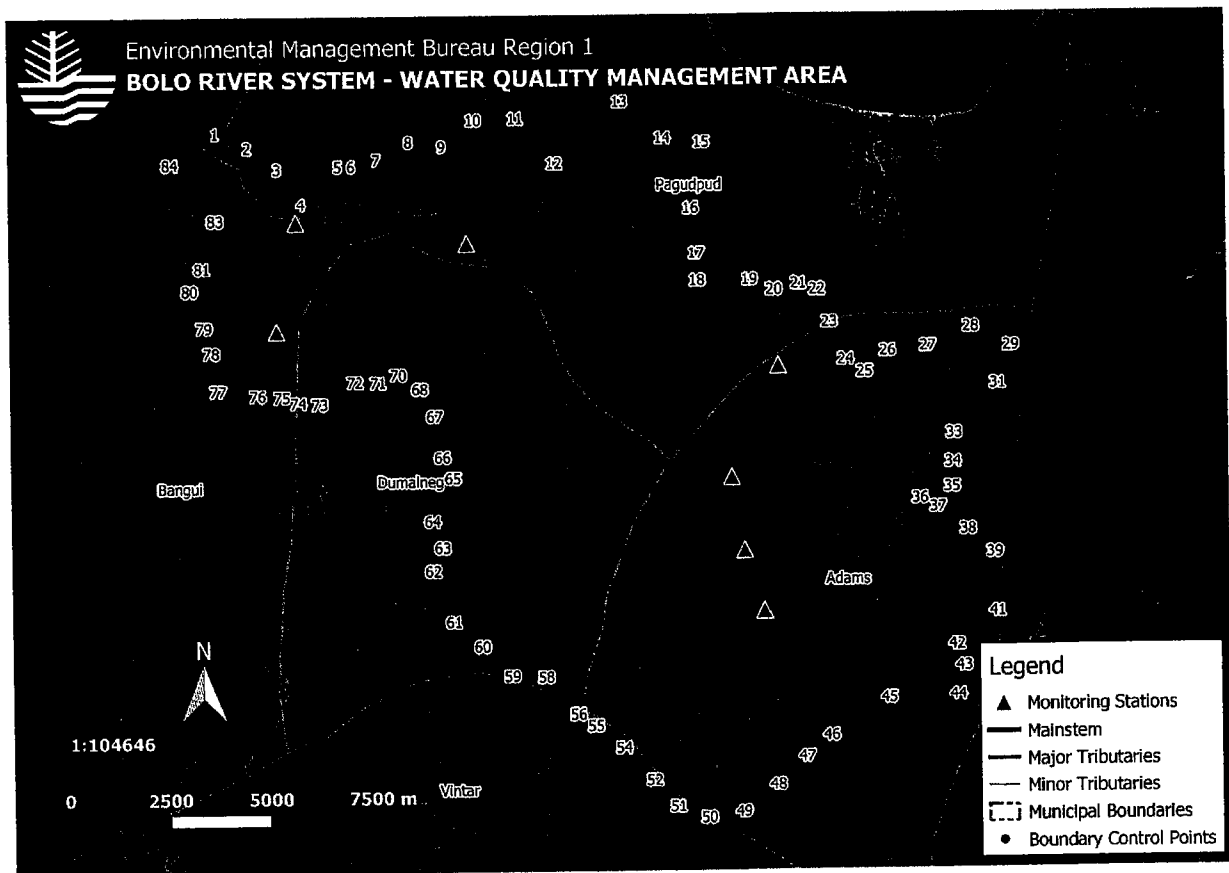 Environmental Management Bureau Region 1
BOLO RIVER SYSTEM - WATER QUALITY MANAGEMENT AREA
13
10 11
1
14 15
2 8 9
84 3 5 6 7 12
Pagudpud
4 16
83
17
81 18 19 20 21 22
80
23 28
79
78 24 25 26 27 29
77 76 75 74 73 72 71 70 68 31
67
33
66 34
Bangui Dumalneg 65 35
36 37
64 38
63 39
62 Adams
61 41
60 42
N 43
59 58 45 44
56 55
54 46
47
1:104646
52 48
0 2500 5000 7500 m Vintar
51 50 49
Legend
Monitoring Stations
Mainstem
Major Tributaries
Minor Tributaries
Municipal Boundaries
Boundary Control Points